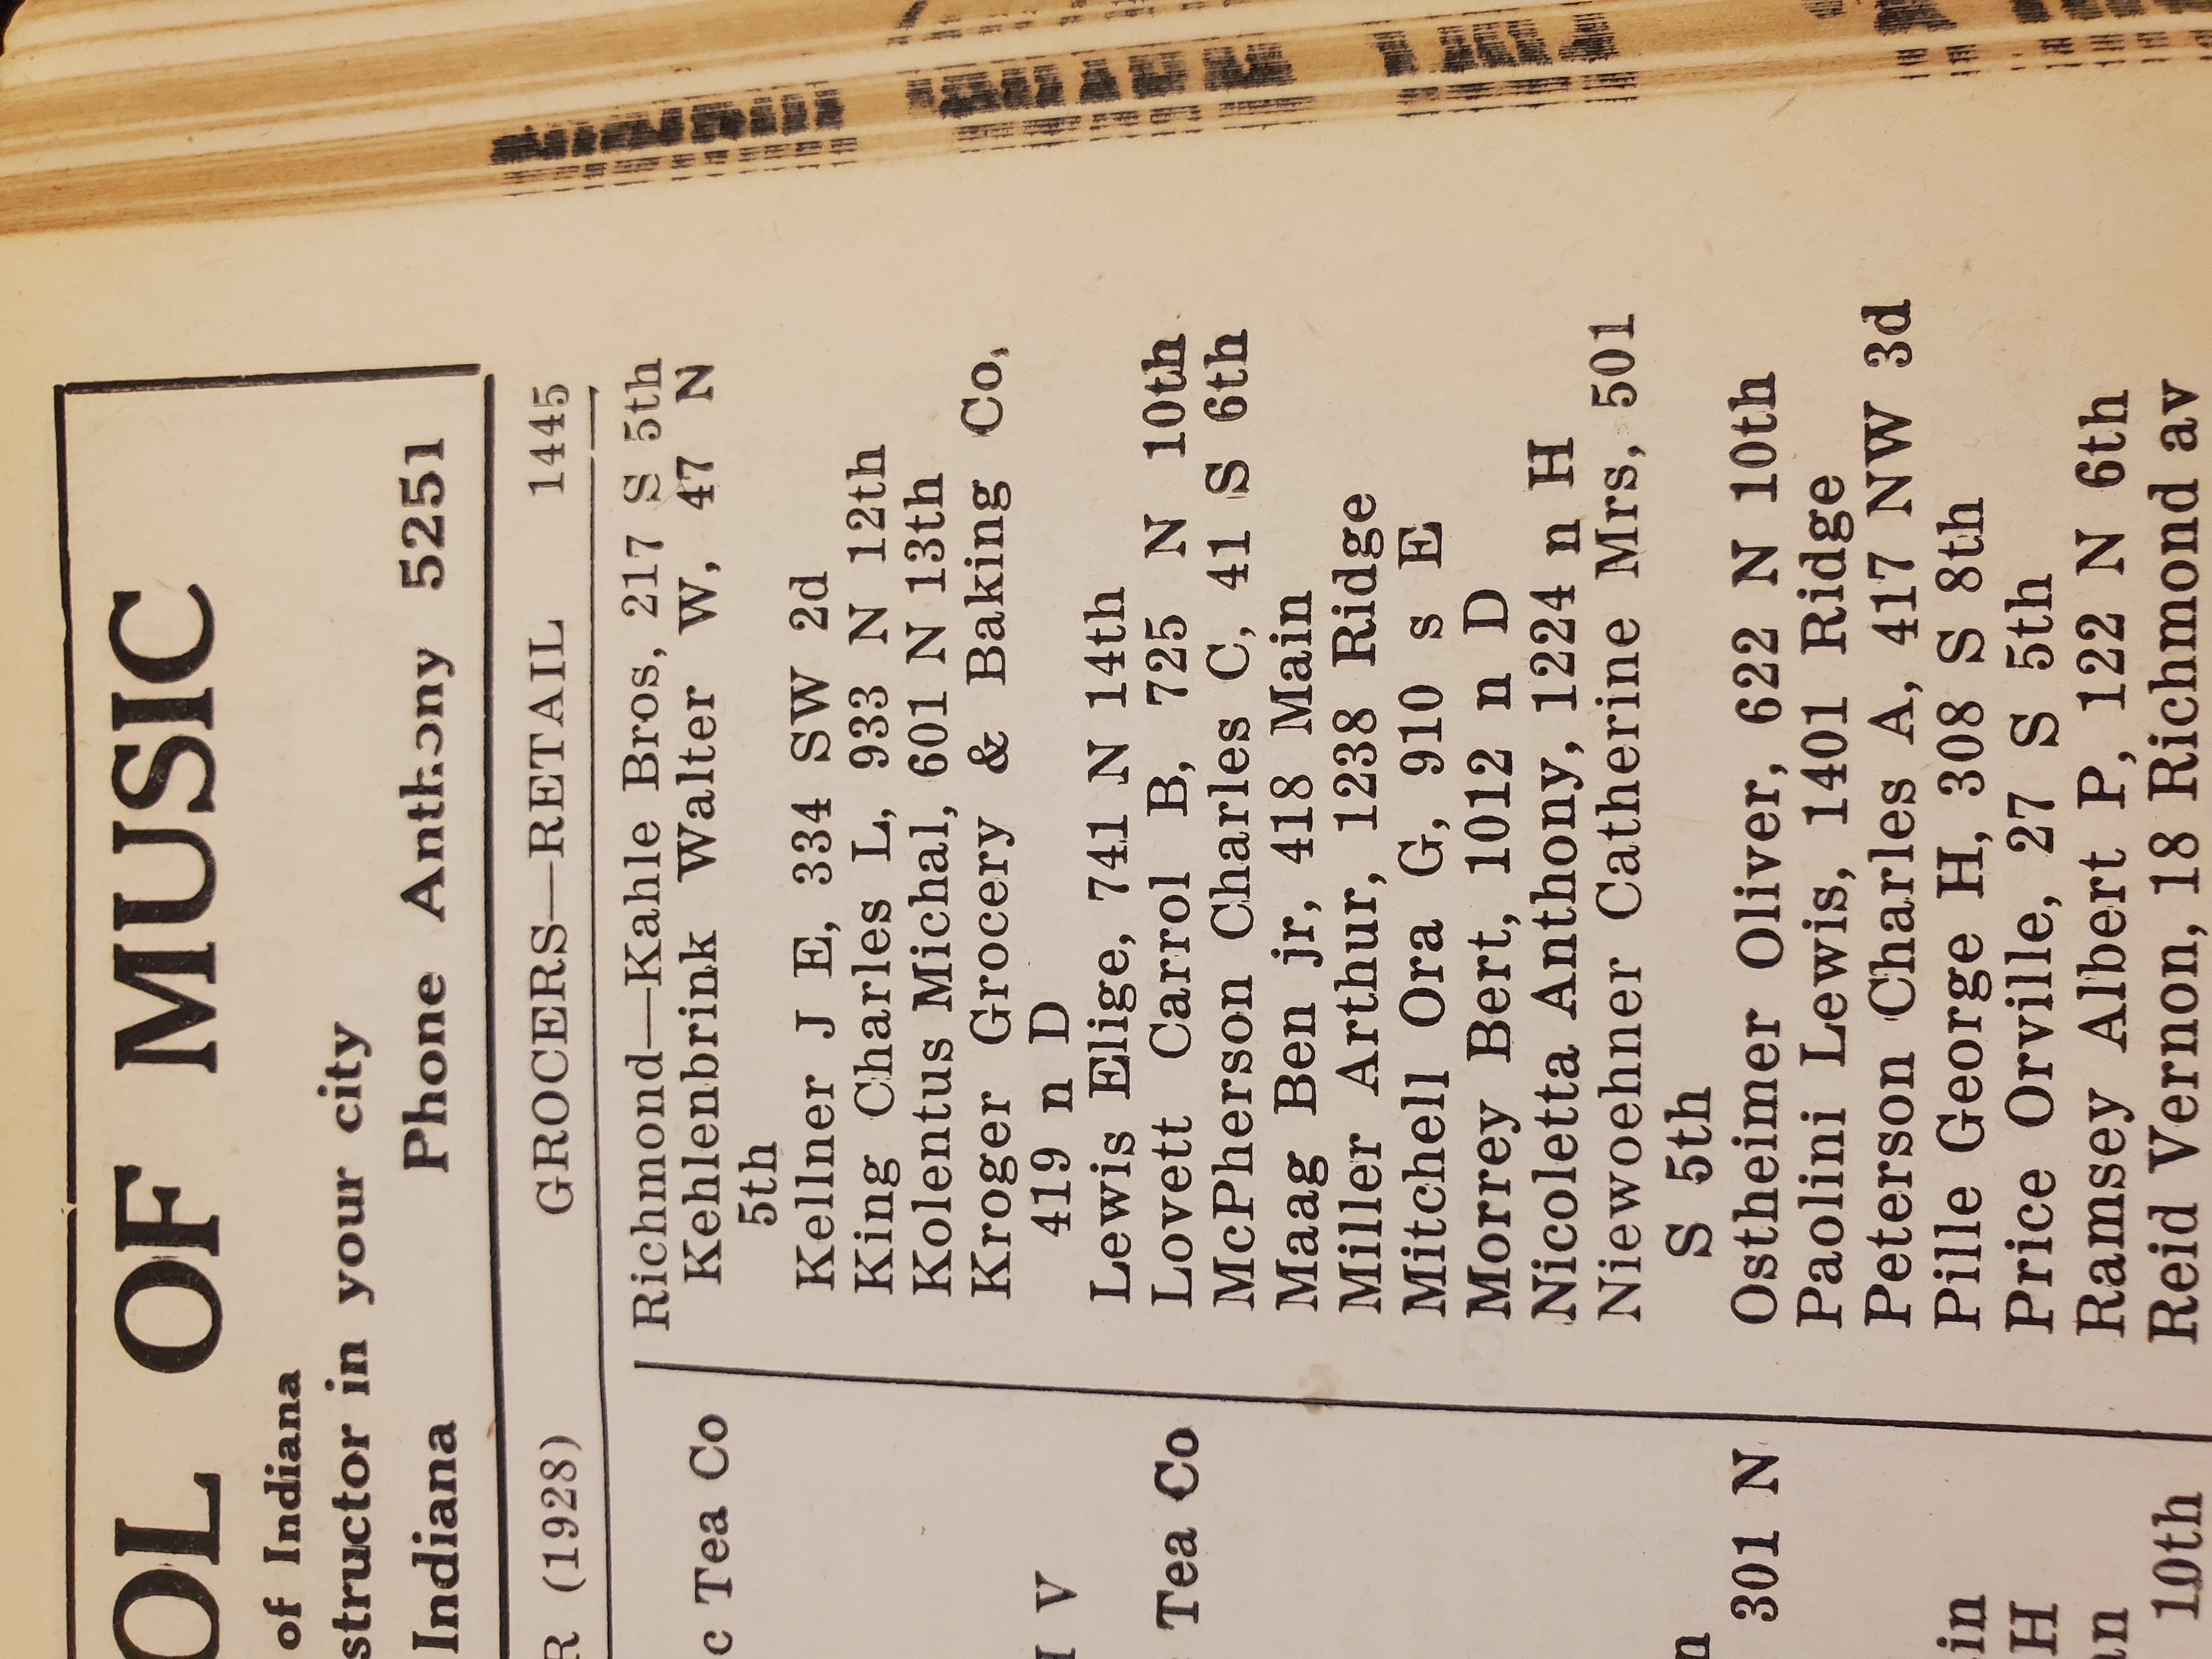 OL OF MUSIC
of Indiana
structor in your city
Indiana Phone Anthony 5251
R (1928) GROCERS—RETAIL 1445
c Tea Co
V
Tea Co
301 N
H
10th
Richmond—Kahle Bros, 217 S 5th
Kehlenbrink Walter W, 47 N
5th
Kellner J E, 334 SW 2d
King Charles L, 933 N 12th
Kolentus Michal, 601 N 13th
Kroger Grocery & Baking Co,
419 n D
Lewis Elige, 741 N 14th
Lovett Carrol B, 725 N 10th
McPherson Charles C, 41 S 6th
Maag Ben jr, 418 Main
Miller Arthur, 1238 Ridge
Mitchell Ora G, 910 s E
Morrey Bert, 1012 n D
Nicoletta Anthony, 1224 n H
Niewoehner Catherine Mrs, 501
S 5th
Ostheimer Oliver, 622 N 10th
Paolini Lewis, 1401 Ridge
Peterson Charles A, 417 NW 3d
Pille George H, 308 S 8th
Price Orville, 27 S 5th
Ramsey Albert P, 122 N 6th
Reid Vernon, 18 Richmond av